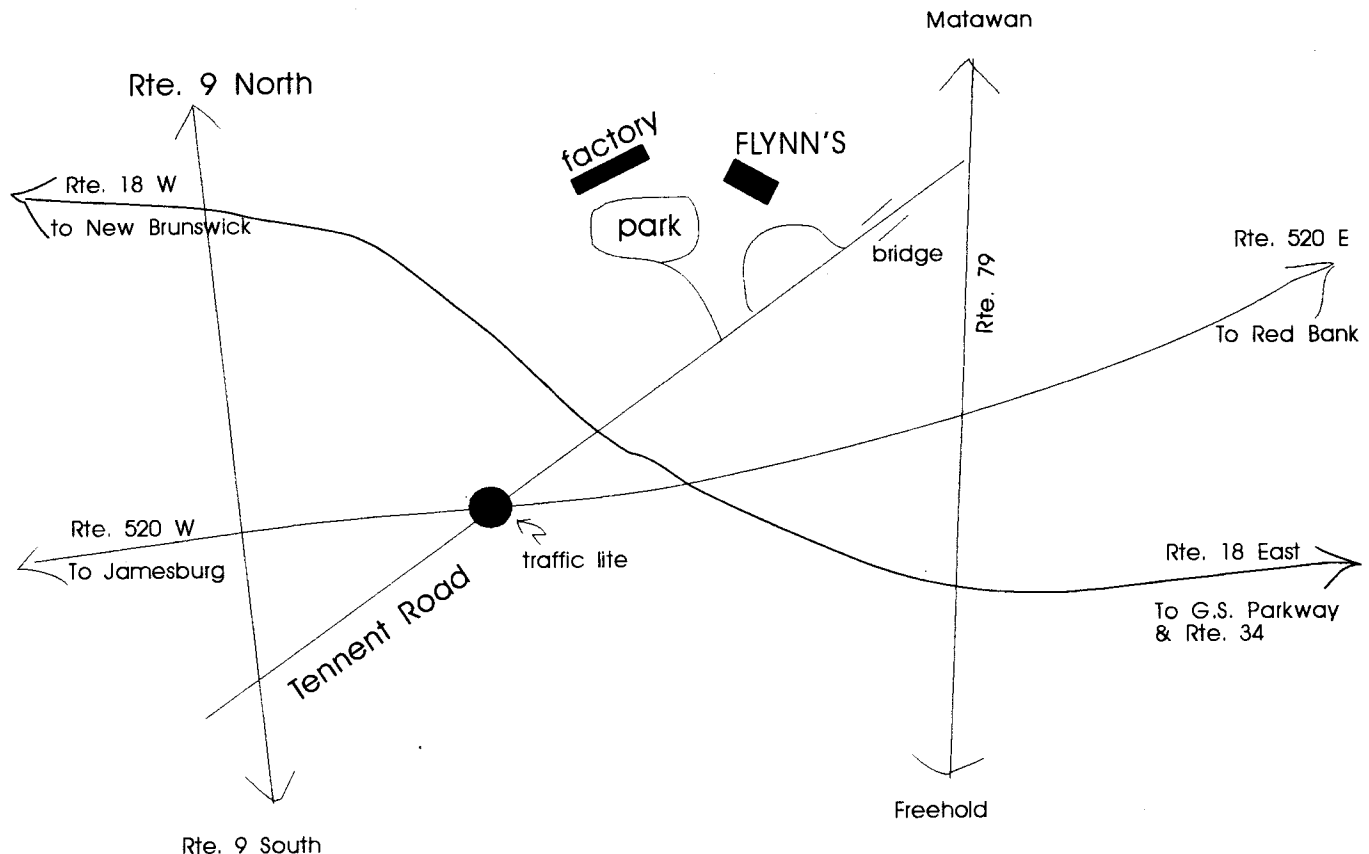 Matawan
Rte. 9 North
factory
FLYNN'S
Rte. 18 W
to New Brunswick
park
bridge
Rte. 79
Rte. 520 E
To Red Bank
Rte. 520 W
To Jamesburg
traffic lite
Tennent Road
Rte. 18 East
To G.S. Parkway
& Rte. 34
Freehold
Rte. 9 South